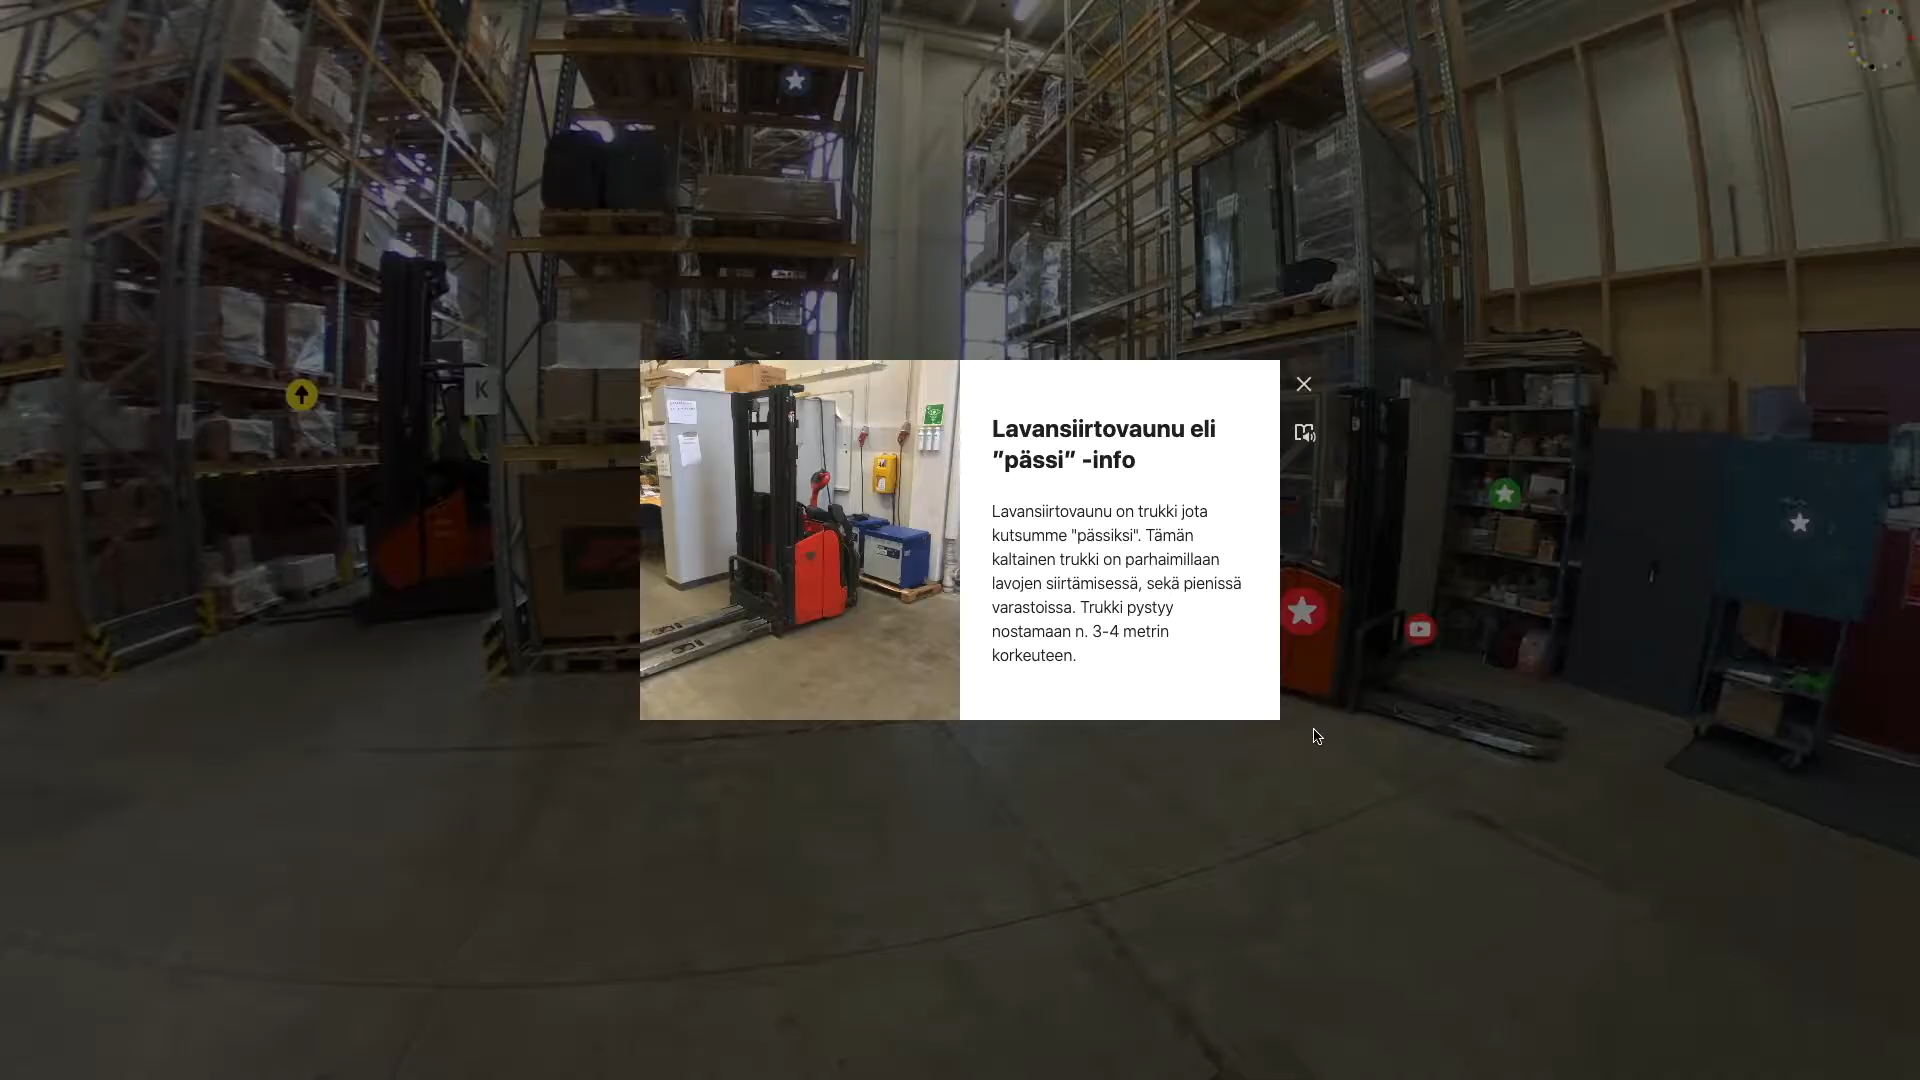 Lavansiirtovaunu eli
”pässi” -info
Lavansiirtovaunu on trukki jota
kutsumme "pässiksi". Tämän
kaltainen trukki on parhaimillaan
lavojen siirtämisessä, sekä pienissä
varastoissa. Trukki pystyy
nostamaan n. 3-4 metrin
korkeuteen.
K